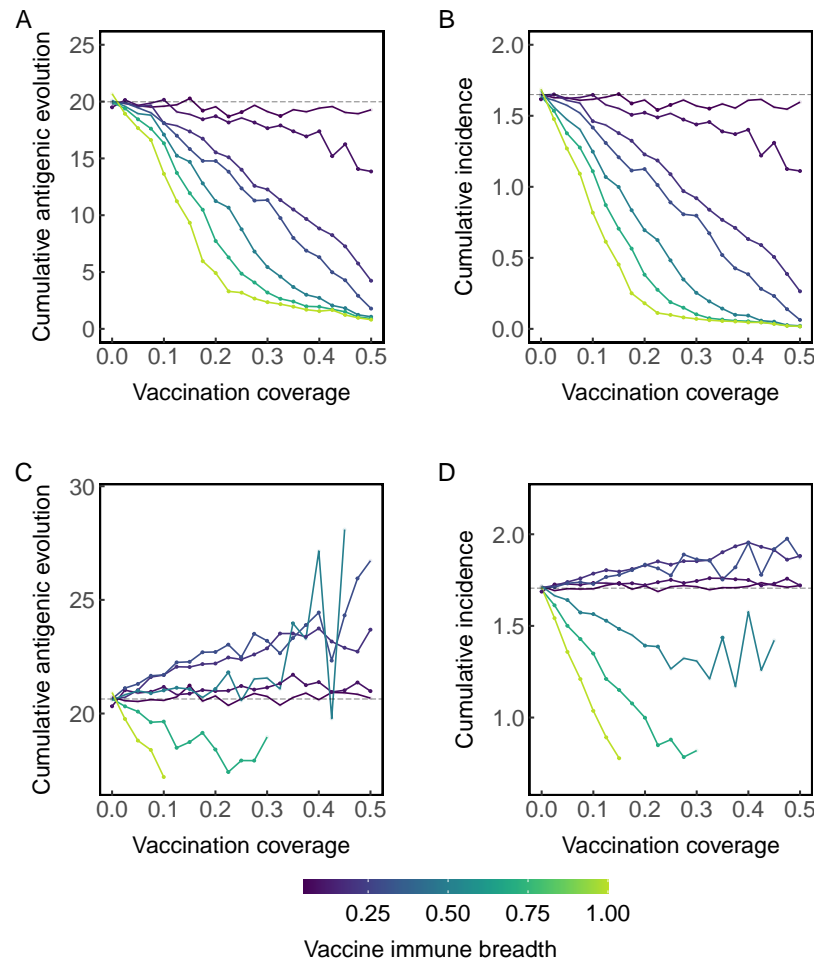 A
B
Cumulative antigenic evolution
25
20
15
10
5
0
0.0 0.1 0.2 0.3 0.4 0.5
Vaccination coverage
Cumulative incidence
2.0
1.5
1.0
0.5
0.0
0.0 0.1 0.2 0.3 0.4 0.5
Vaccination coverage
C
D
Cumulative antigenic evolution
30
25
20
0.0 0.1 0.2 0.3 0.4 0.5
Vaccination coverage
Cumulative incidence
2.0
1.5
1.0
0.0 0.1 0.2 0.3 0.4 0.5
Vaccination coverage
0.25 0.50 0.75 1.00
Vaccine immune breadth